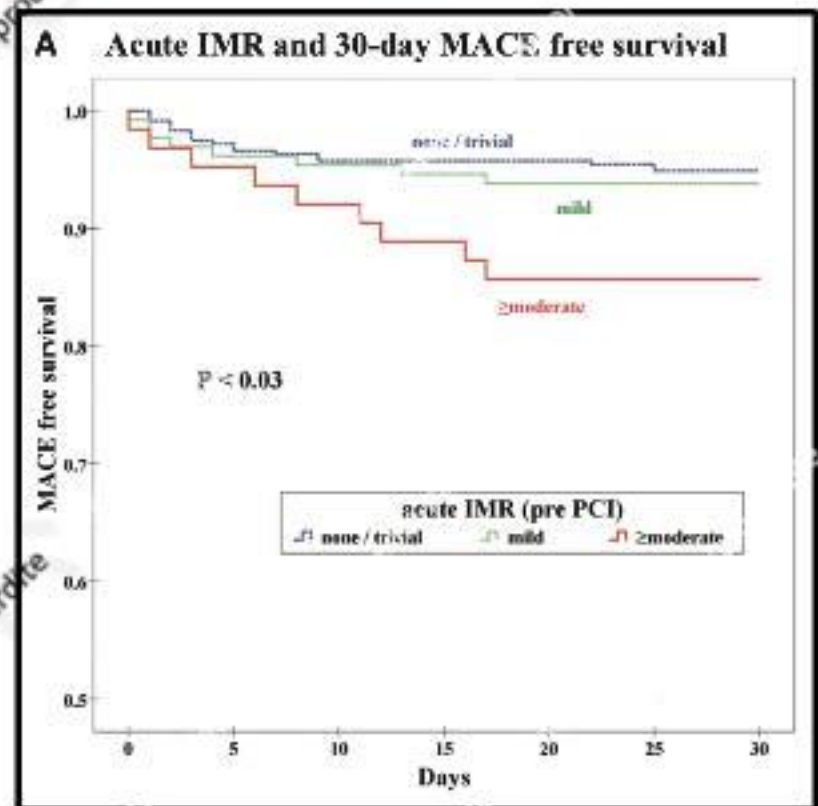 A Acute IMR and 30-day MACE free survival
1.0
none / trivial
mild
0.9
≥moderate
0.8
P < 0.03
0.7
acute IMR (pre PCI)
none / trivial mild ≥moderate
0.6
0.5
MACE free survival
0 5 10 15 20 25 30
Days